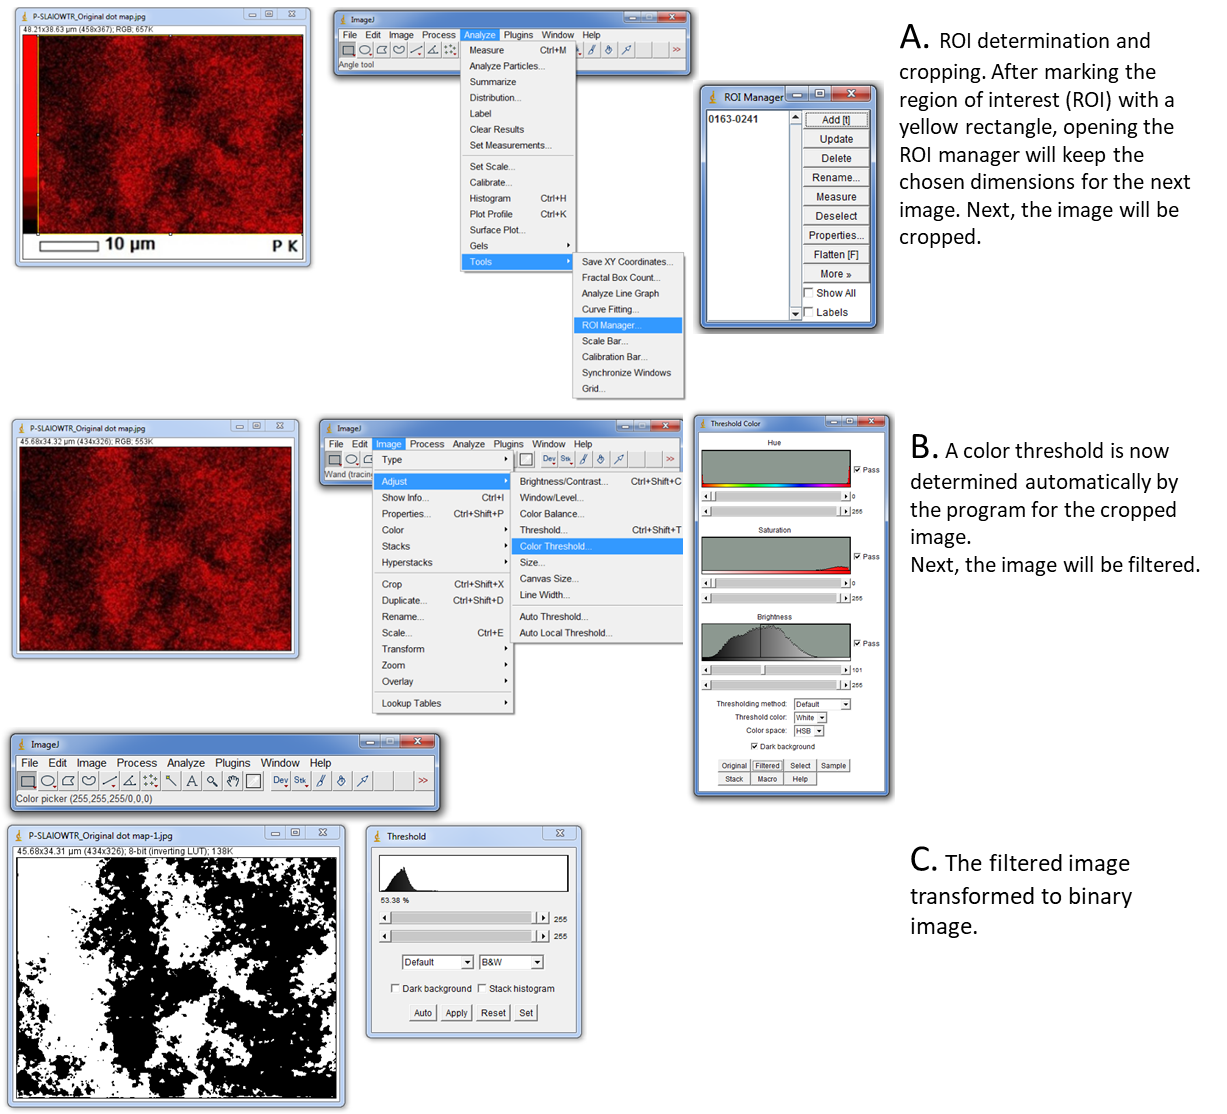 P-SLAIOWTR_Original dot map.jpg
48.21x38.63 µm (458x367); RGB; 657K
10 µm
P K
ImageJ
File Edit Image Process Analyze Plugins Window Help
Angle tool
Measure Ctrl+M
Analyze Particles...
Summarize
Distribution...
Label
Clear Results
Set Measurements...
Set Scale...
Calibrate...
Histogram Ctrl+H
Plot Profile Ctrl+K
Surface Plot...
Gels
Tools
Save XY Coordinates...
Fractal Box Count...
Analyze Line Graph
Curve Fitting...
ROI Manager...
Scale Bar...
Calibration Bar...
Synchronize Windows
Grid...
ROI Manager
0163-0241
Add [t]
Update
Delete
Rename...
Measure
Deselect
Properties...
Flatten [F]
More »
Show All
Labels
A. ROI determination and
cropping. After marking the
region of interest (ROI) with a
yellow rectangle, opening the
ROI manager will keep the
chosen dimensions for the next
image. Next, the image will be
cropped.
P-SLAIOWTR_Original dot map.jpg
45.68x34.32 µm (434x326); RGB; 553K
ImageJ
File Edit Image Process Analyze Plugins Window Help
Dev Stk >>
Wand (tracin
Type
Adjust
Show Info... Ctrl+I
Properties... Ctrl+Shift+P
Color
Stacks
Hyperstacks
Crop Ctrl+Shift+X
Duplicate... Ctrl+Shift+D
Rename...
Scale... Ctrl+E
Transform
Zoom
Overlay
Lookup Tables
Brightness/Contrast... Ctrl+Shift+C
Window/Level...
Color Balance...
Threshold... Ctrl+Shift+T
Color Threshold...
Size...
Canvas Size...
Line Width...
Auto Threshold...
Auto Local Threshold...
Threshold Color
Hue
Pass
0
255
Saturation
Pass
0
255
Brightness
Pass
101
255
Thresholding method: Default
Threshold color: White
Color space: HSB
Dark background
Original Filtered Select Sample
Stack Macro Help
B. A color threshold is now
determined automatically by
the program for the cropped
image.
Next, the image will be filtered.
ImageJ
File Edit Image Process Analyze Plugins Window Help
A Dev Stk >>
Color picker (255,255,255/0,0,0)
P-SLAIOWTR_Original dot map-1.jpg
45.68x34.31 µm (434x326); 8-bit (inverting LUT); 138K
Threshold
53.38 %
255
255
Default B&W
Dark background Stack histogram
Auto Apply Reset Set
C. The filtered image
transformed to binary
image.